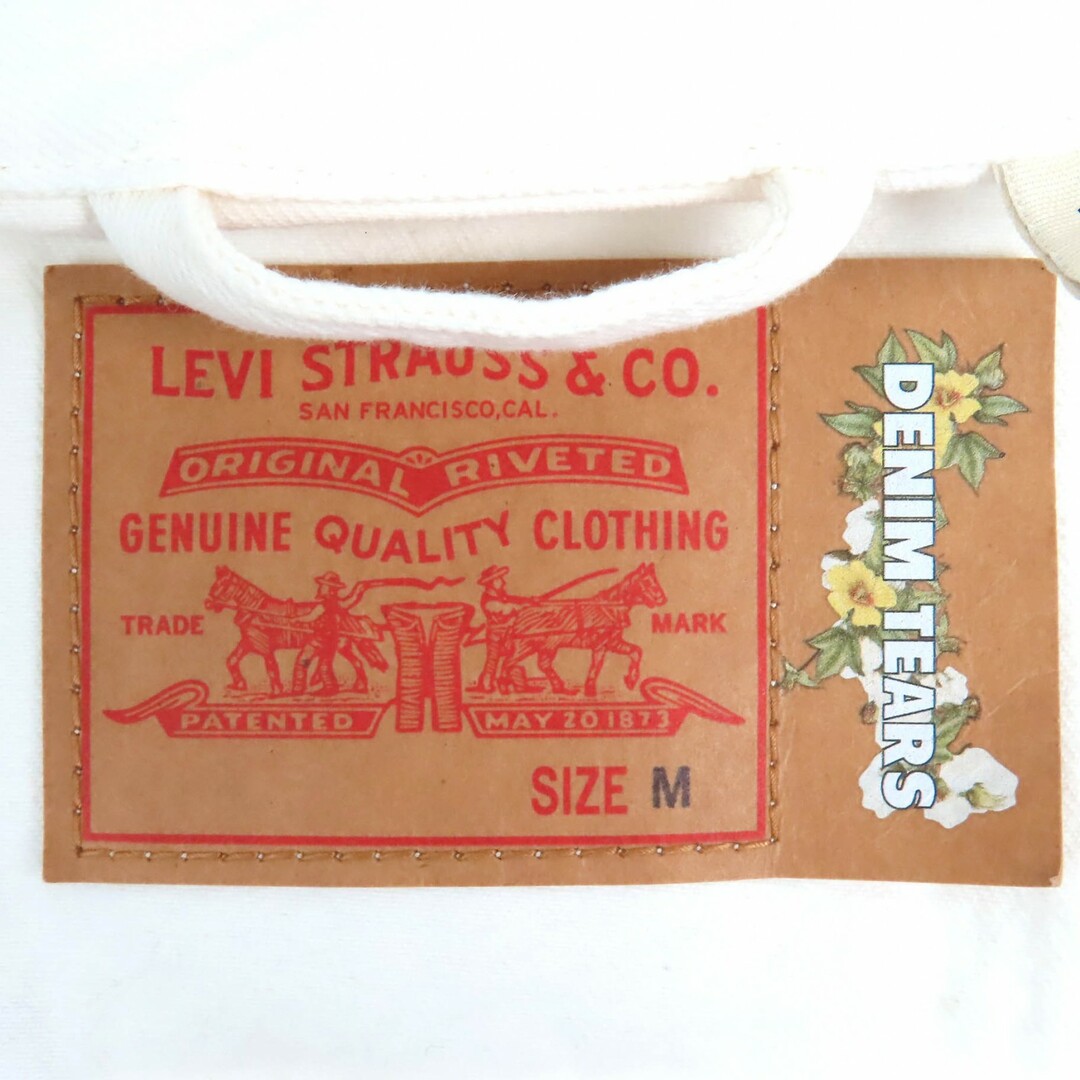 LEVI STRAUSS & CO.
SAN FRANCISCO, CAL.
ORIGINAL RIVETED
GENUINE QUALITY CLOTHING
TRADE MARK
PATENTED MAY 20 1873
SIZE M
DENIM TEARS